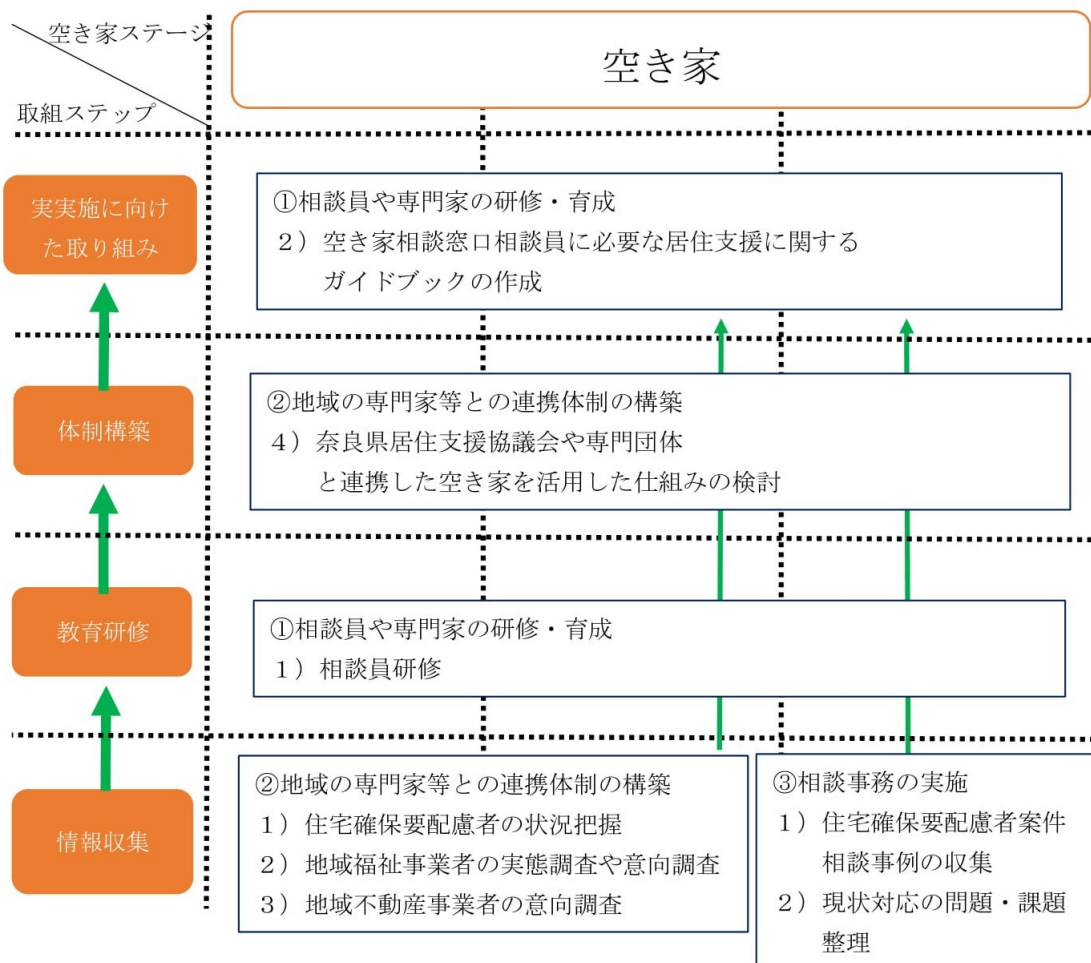 空き家ステージ
取組ステップ
空き家
実実施に向け
た取り組み
①相談員や専門家の研修・育成
２）空き家相談窓口相談員に必要な居住支援に関する
ガイドブックの作成
体制構築
②地域の専門家等との連携体制の構築
４）奈良県居住支援協議会や専門団体
と連携した空き家を活用した仕組みの検討
教育研修
①相談員や専門家の研修・育成
１）相談員研修
情報収集
②地域の専門家等との連携体制の構築
１）住宅確保要配慮者の状況把握
２）地域福祉事業者の実態調査や意向調査
３）地域不動産事業者の意向調査
③相談事務の実施
１）住宅確保要配慮者案件
相談事例の収集
２）現状対応の問題・課題
整理